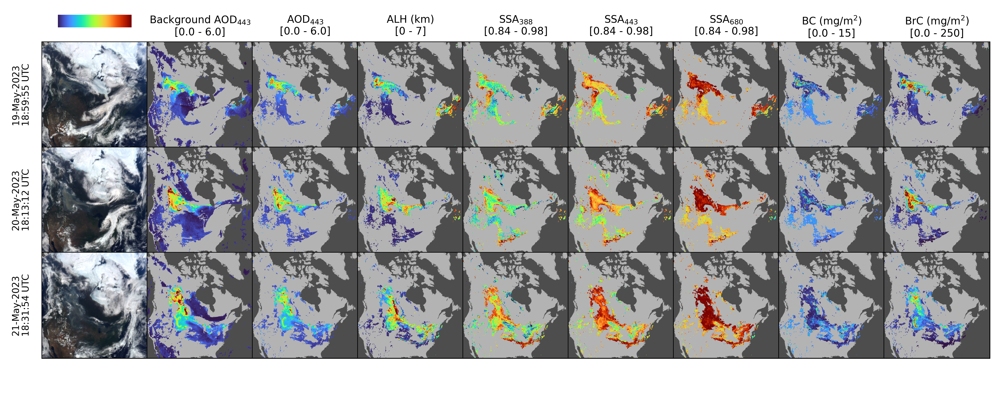 Background AOD₄₄₃
[0.0 - 6.0]
AOD₄₄₃
[0.0 - 6.0]
ALH (km)
[0 - 7]
SSA₃₈₈
[0.84 - 0.98]
SSA₄₄₃
[0.84 - 0.98]
SSA₆₈₀
[0.84 - 0.98]
BC (mg/m²)
[0.0 - 15]
BrC (mg/m²)
[0.0 - 250]
19-May-2023
18:59:55 UTC
20-May-2023
18:13:12 UTC
21-May-2023
18:31:54 UTC